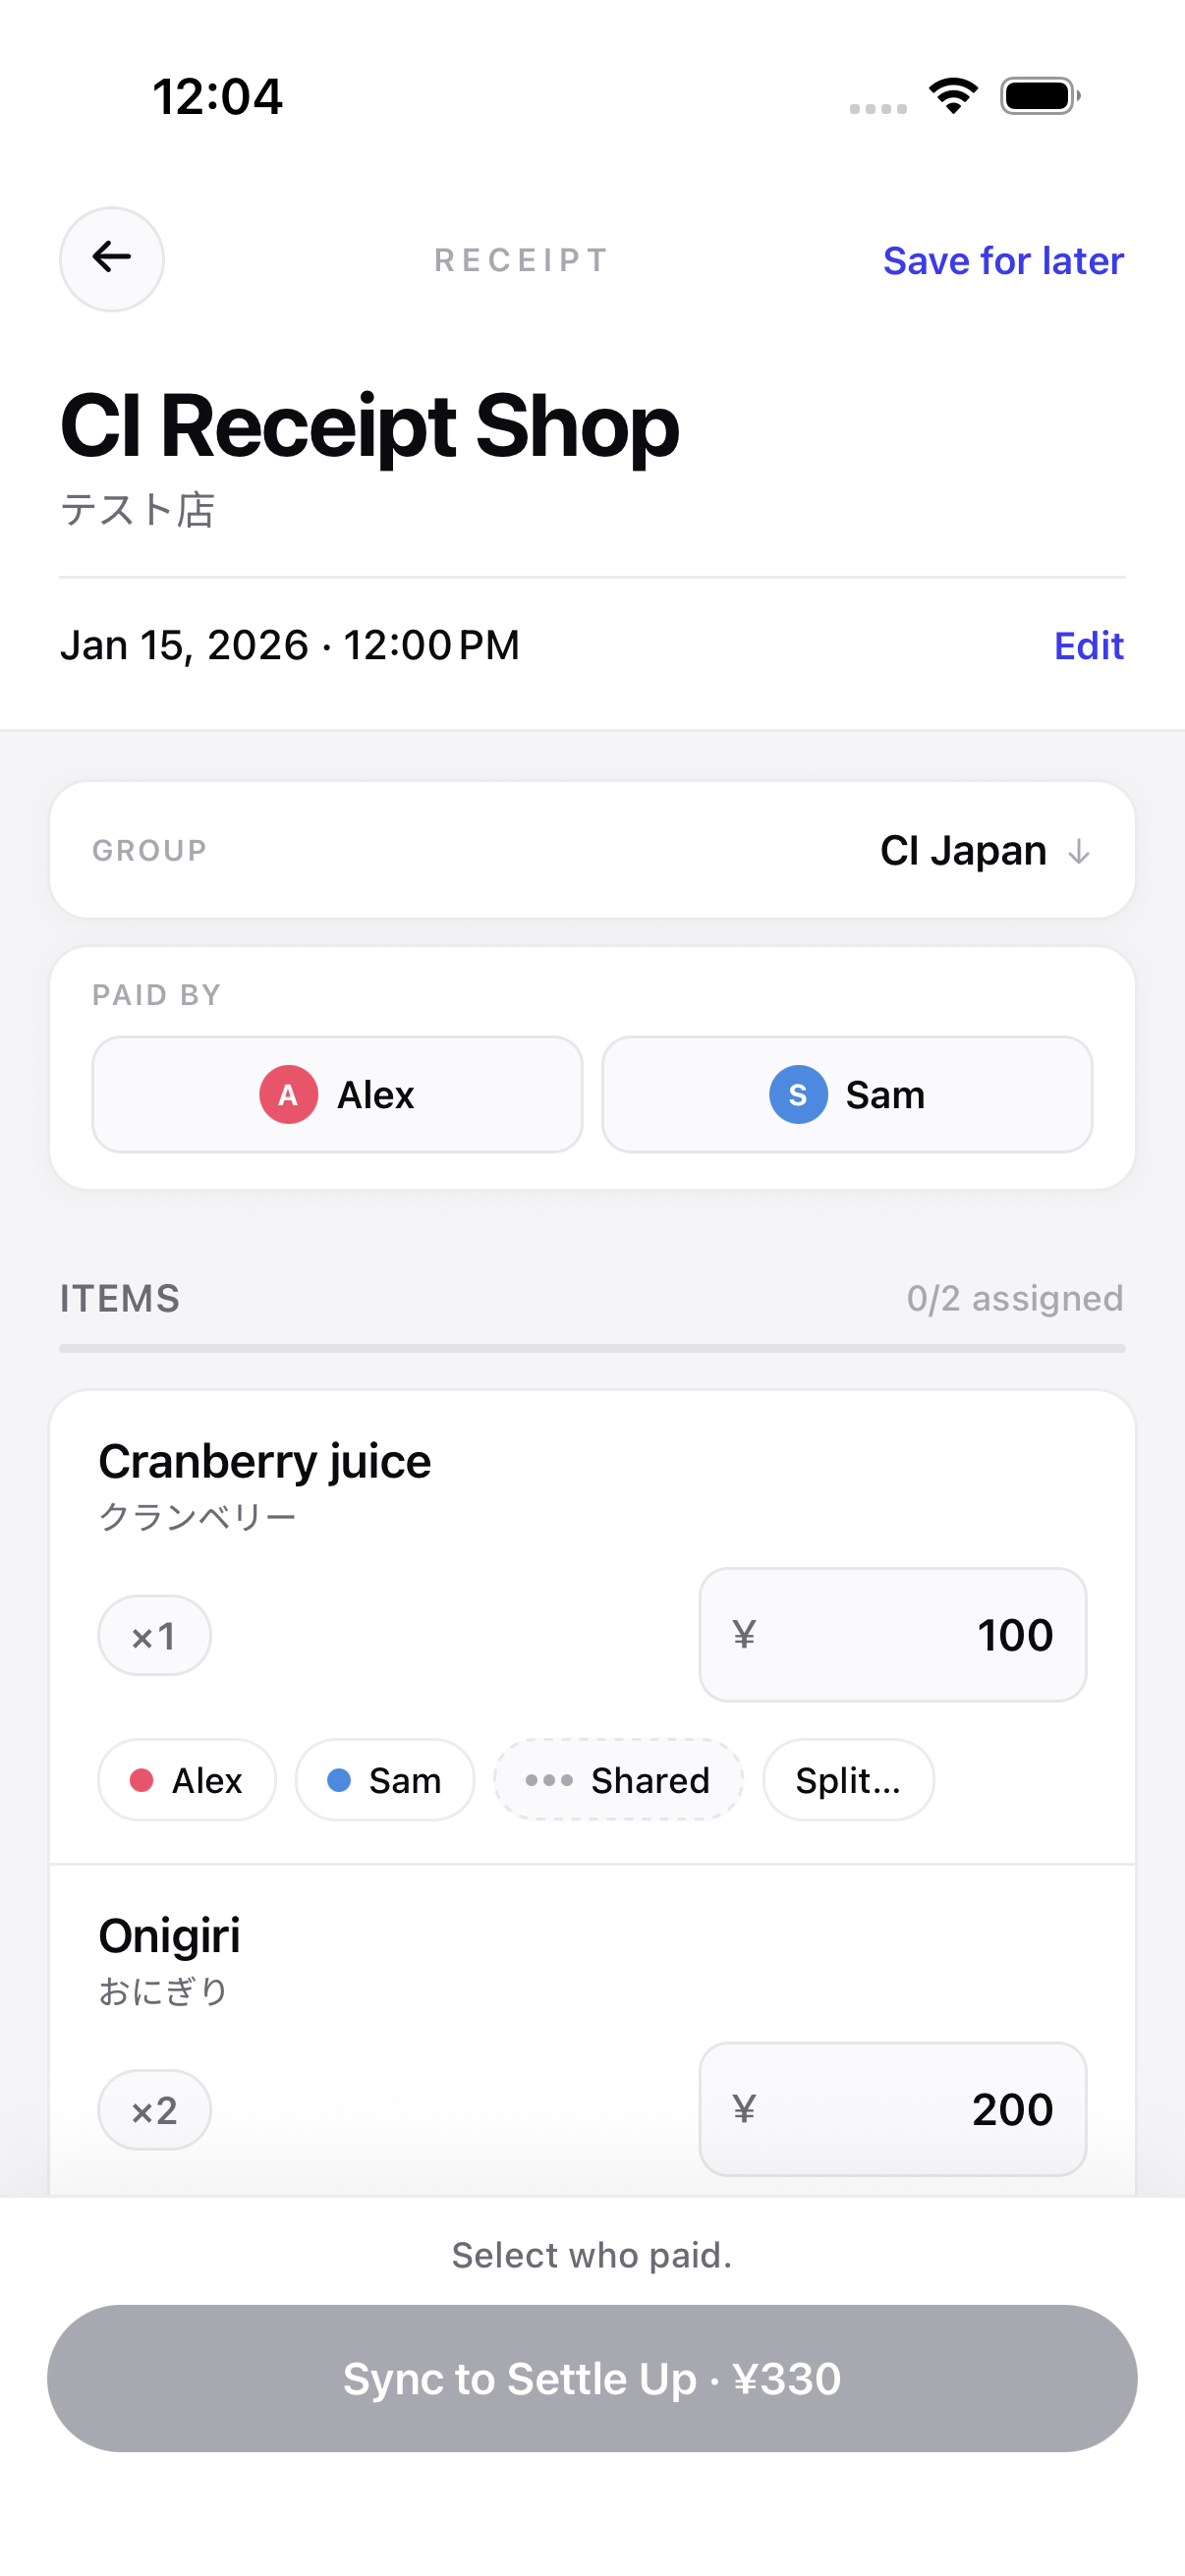 12:04
RECEIPT
Save for later
CI Receipt Shop
テスト店
Jan 15, 2026 · 12:00 PM
Edit
GROUP
CI Japan ↓
PAID BY
A Alex
S Sam
ITEMS
0/2 assigned
Cranberry juice
クランベリー
×1
¥ 100
Alex
Sam
Shared
Split...
Onigiri
おにぎり
×2
¥ 200
Select who paid.
Sync to Settle Up · ¥330